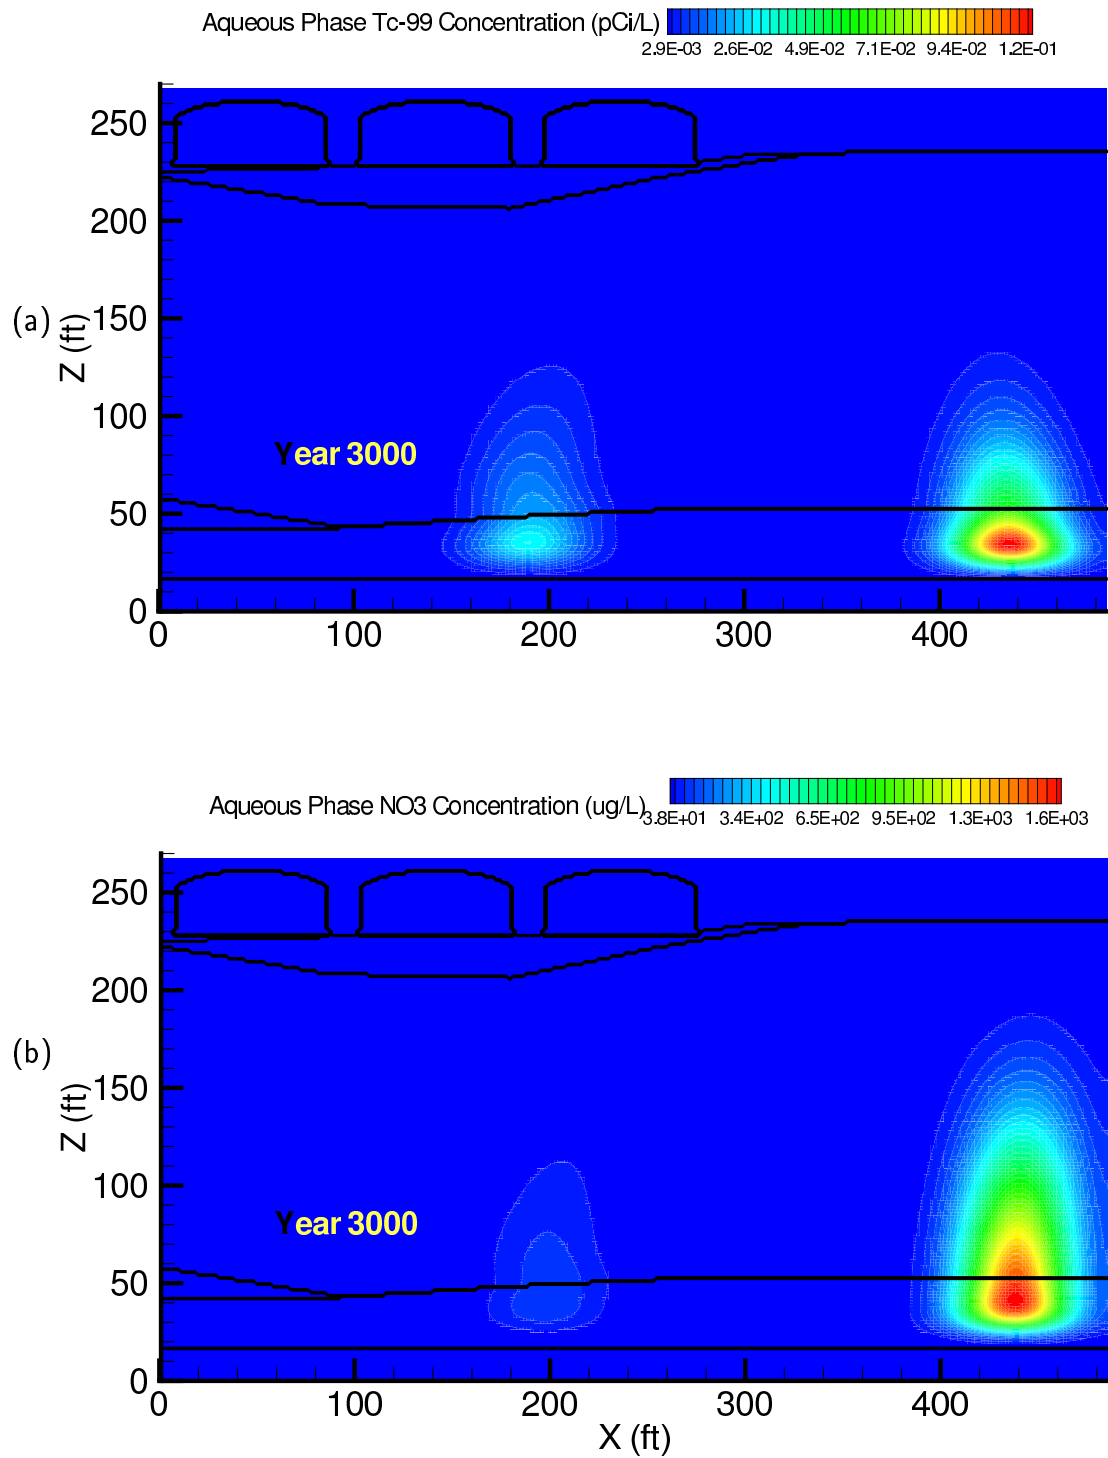 Aqueous Phase Tc-99 Concentration (pCi/L)
2.9E-03 2.6E-02 4.9E-02 7.1E-02 9.4E-02 1.2E-01
250
200
(a)
150
Z (ft)
100
Year 3000
50
0
0 100 200 300 400
Aqueous Phase NO3 Concentration (ug/L)
3.8E+01 3.4E+02 6.5E+02 9.5E+02 1.3E+03 1.6E+03
250
200
(b)
150
Z (ft)
100
Year 3000
50
0
0 100 200 300 400
X (ft)